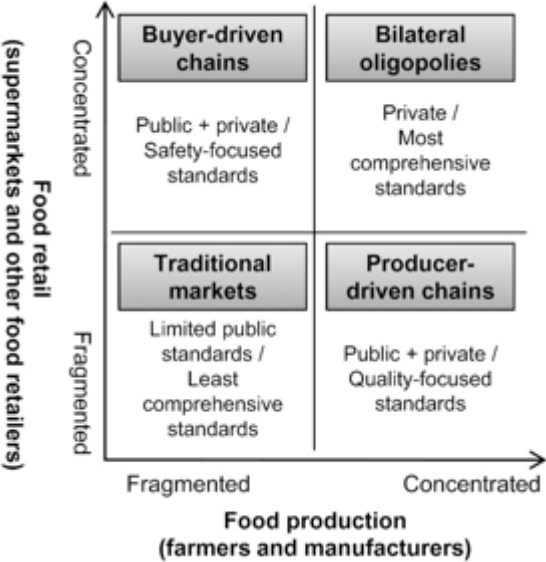 Buyer-driven
chains
Public + private /
Safety-focused
standards
Bilateral
oligopolies
Private /
Most
comprehensive
standards
Traditional
markets
Limited public
standards /
Least
comprehensive
standards
Producer-
driven chains
Public + private /
Quality-focused
standards
Concentrated
Fragmented
Food retail
(supermarkets and other food retailers)
Fragmented
Concentrated
Food production
(farmers and manufacturers)